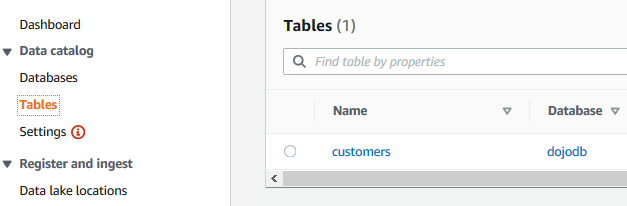 Dashboard
Data catalog
Databases
Tables
Settings
Register and ingest
Data lake locations
Tables (1)
Find table by properties
Name Database
customers dojodb